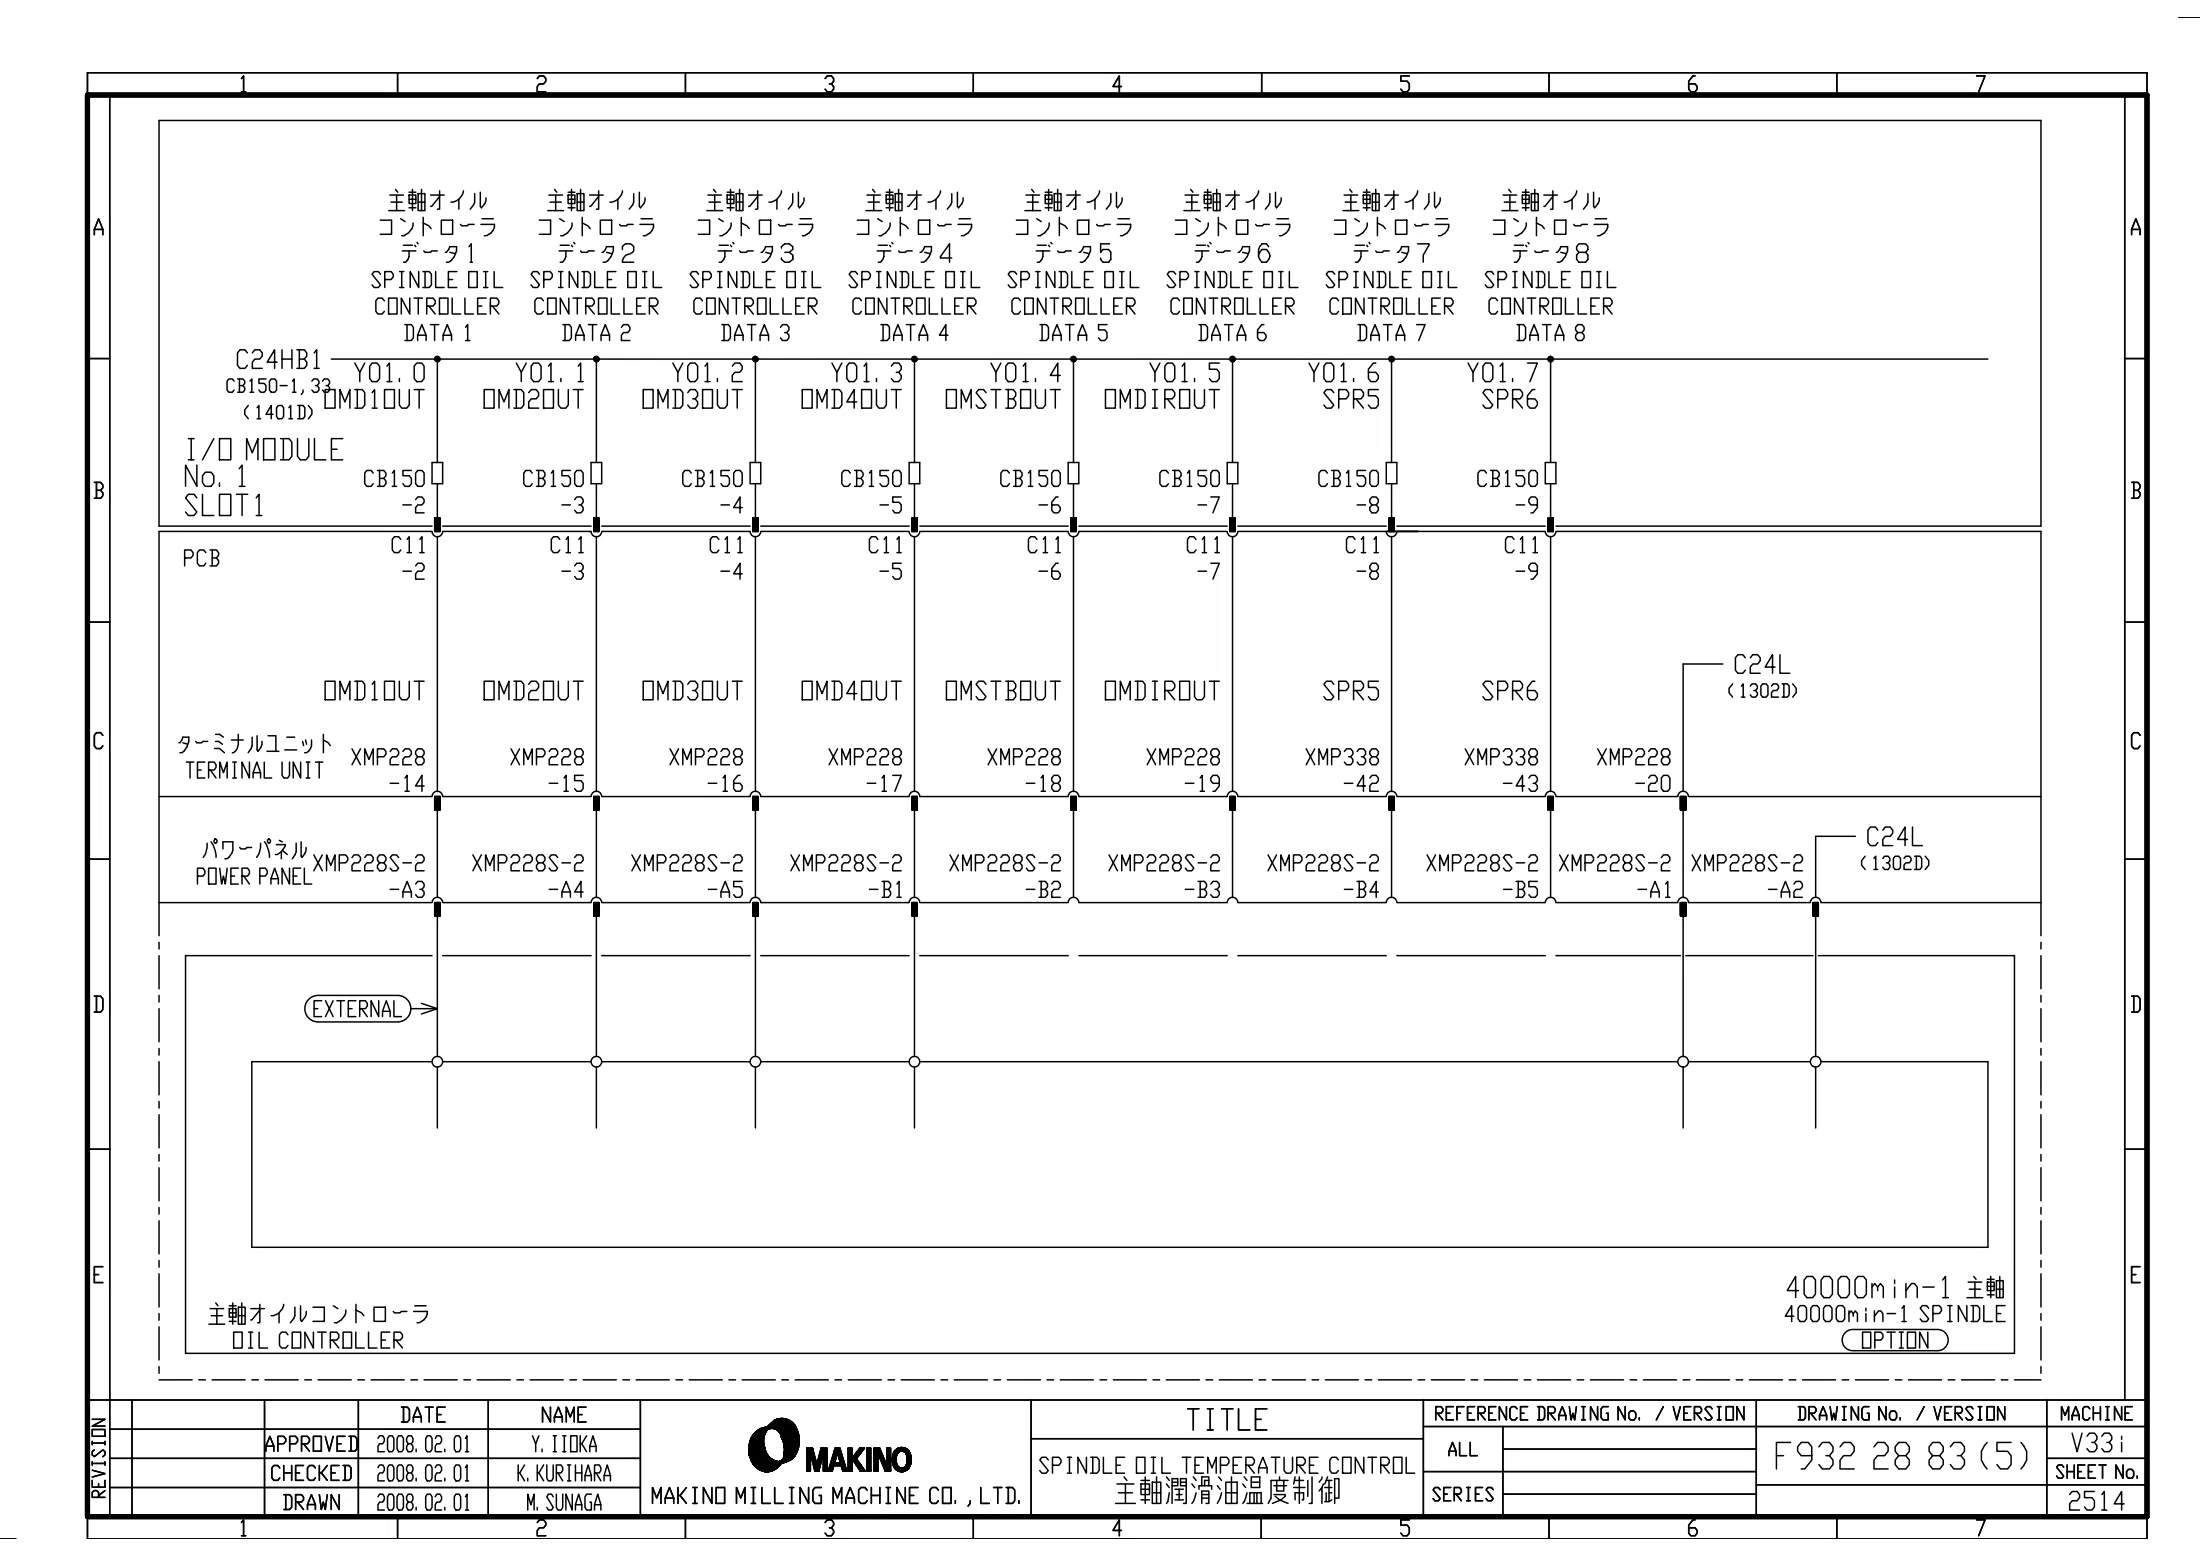 1 2 3 4 5 6 7
主軸オイル 主軸オイル 主軸オイル 主軸オイル 主軸オイル 主軸オイル 主軸オイル 主軸オイル
コントローラ コントローラ コントローラ コントローラ コントローラ コントローラ コントローラ コントローラ
A データ1 データ2 データ3 データ4 データ5 データ6 データ7 データ8 A
SPINDLE OIL SPINDLE OIL SPINDLE OIL SPINDLE OIL SPINDLE OIL SPINDLE OIL SPINDLE OIL SPINDLE OIL
CONTROLLER CONTROLLER CONTROLLER CONTROLLER CONTROLLER CONTROLLER CONTROLLER CONTROLLER
DATA 1 DATA 2 DATA 3 DATA 4 DATA 5 DATA 6 DATA 7 DATA 8
C24HB1 Y01.0 Y01.1 Y01.2 Y01.3 Y01.4 Y01.5 Y01.6 Y01.7
CB150-1,33 OMD1OUT OMD2OUT OMD3OUT OMD4OUT OMSTBOUT OMDIROUT SPR5 SPR6
(1401D)
I/O MODULE
No. 1 CB150 CB150 CB150 CB150 CB150 CB150 CB150 CB150
B SLOT1 -2 -3 -4 -5 -6 -7 -8 -9 B
PCB C11 C11 C11 C11 C11 C11 C11 C11
-2 -3 -4 -5 -6 -7 -8 -9
C24L
OMD1OUT OMD2OUT OMD3OUT OMD4OUT OMSTBOUT OMDIROUT SPR5 SPR6 (1302D)
C ターミナルユニット XMP228 XMP228 XMP228 XMP228 XMP228 XMP228 XMP338 XMP338 XMP228 C
TERMINAL UNIT -14 -15 -16 -17 -18 -19 -42 -43 -20
C24L
パワーパネル XMP228S-2 XMP228S-2 XMP228S-2 XMP228S-2 XMP228S-2 XMP228S-2 XMP228S-2 XMP228S-2 XMP228S-2 XMP228S-2 (1302D)
POWER PANEL -A3 -A4 -A5 -B1 -B2 -B3 -B4 -B5 -A1 -A2
D EXTERNAL D
E E
40000min-1 主軸
主軸オイルコントローラ 40000min-1 SPINDLE
OIL CONTROLLER OPTION
REVISION
DATE NAME
APPROVED 2008.02.01 Y. IIOKA
CHECKED 2008.02.01 K. KURIHARA
DRAWN 2008.02.01 M. SUNAGA
MAKINO
MAKINO MILLING MACHINE CO.,LTD.
TITLE
SPINDLE OIL TEMPERATURE CONTROL
主軸潤滑油温度制御
REFERENCE DRAWING No. / VERSION
ALL
SERIES
DRAWING No. / VERSION
F932 28 83(5)
MACHINE
V33i
SHEET No.
2514
1 2 3 4 5 6 7